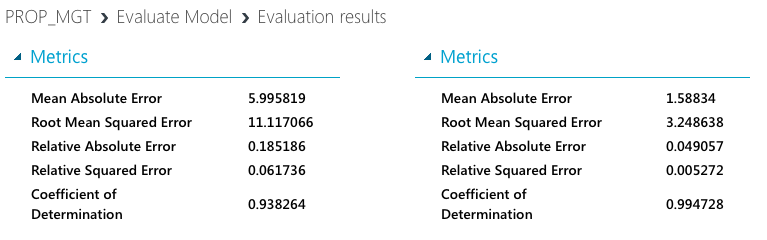 PROP_MGT › Evaluate Model › Evaluation results
Metrics
Mean Absolute Error 5.995819
Root Mean Squared Error 11.117066
Relative Absolute Error 0.185186
Relative Squared Error 0.061736
Coefficient of
Determination 0.938264
Metrics
Mean Absolute Error 1.58834
Root Mean Squared Error 3.248638
Relative Absolute Error 0.049057
Relative Squared Error 0.005272
Coefficient of
Determination 0.994728